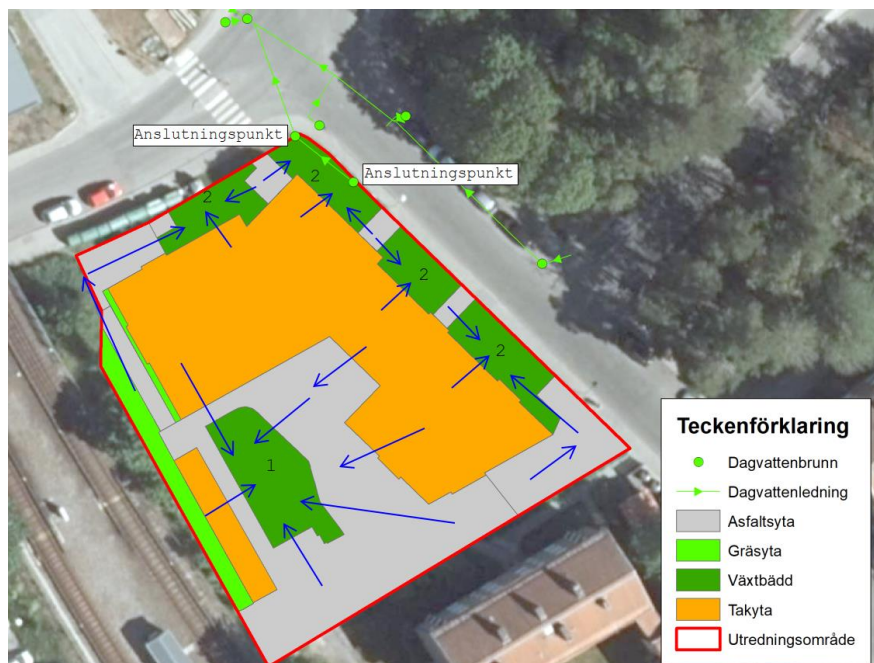 Anslutningspunkt
Anslutningspunkt
2
2
2
2
1
Teckenförklaring
Dagvattenbrunn
Dagvattenledning
Asfaltsyta
Gräsyta
Växtbädd
Takyta
Utredningsområde